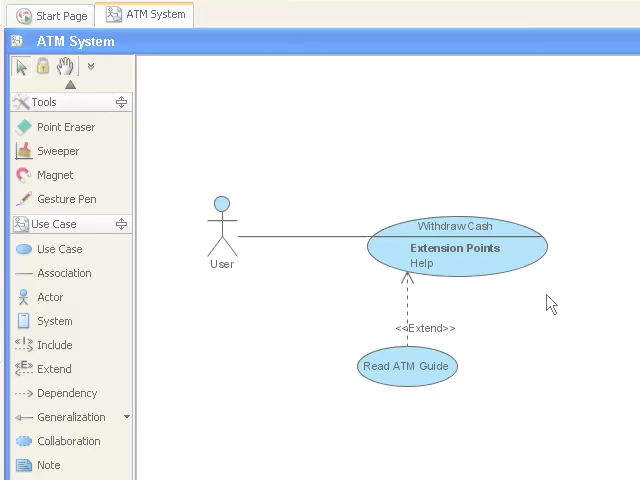 Start Page
ATM System
ATM System
Tools
Point Eraser
Sweeper
Magnet
Gesture Pen
Use Case
Use Case
Association
Actor
System
Include
Extend
Dependency
Generalization
Collaboration
Note
User
Withdraw Cash
Extension Points
Help
<<Extend>>
Read ATM Guide